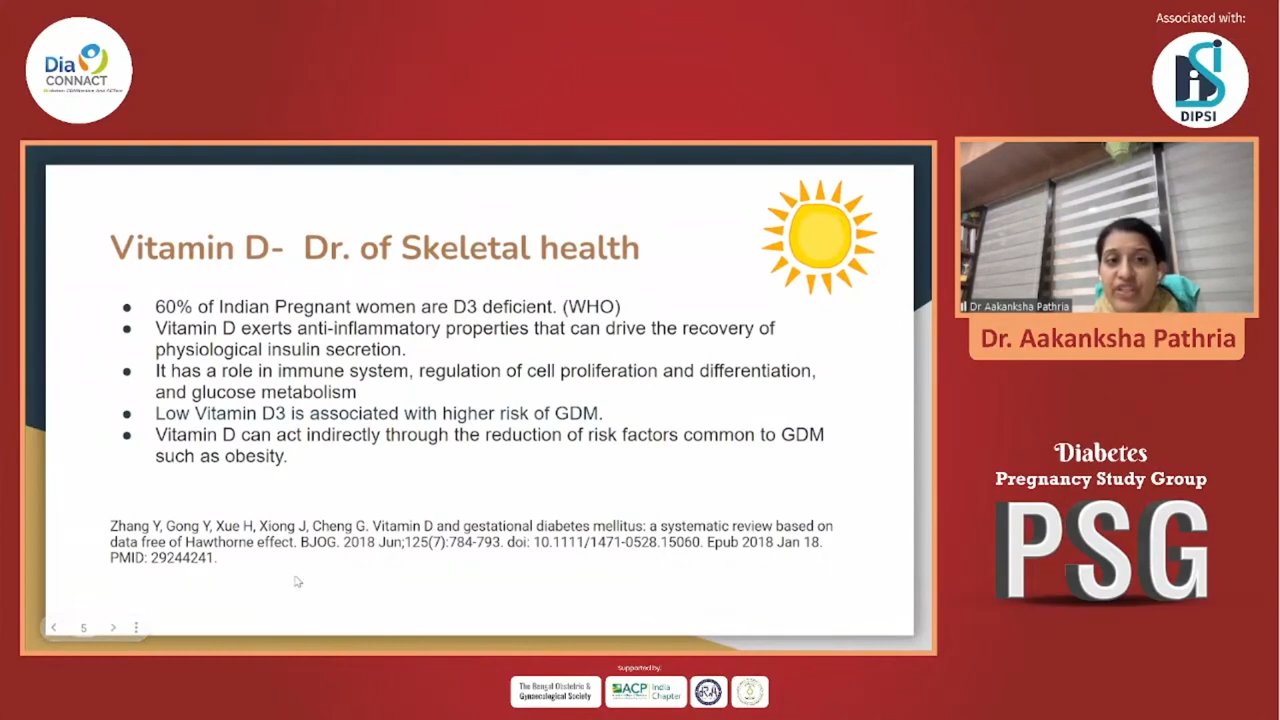 Associated with:
Dia
CONNACT
DIPSI
Vitamin D-  Dr. of Skeletal health
60% of Indian Pregnant women are D3 deficient. (WHO)
Vitamin D exerts anti-inflammatory properties that can drive the recovery of
physiological insulin secretion.
It has a role in immune system, regulation of cell proliferation and differentiation,
and glucose metabolism
Low Vitamin D3 is associated with higher risk of GDM.
Vitamin D can act indirectly through the reduction of risk factors common to GDM
such as obesity.
Zhang Y, Gong Y, Xue H, Xiong J, Cheng G. Vitamin D and gestational diabetes mellitus: a systematic review based on
data free of Hawthorne effect. BJOG. 2018 Jun;125(7):784-793. doi: 10.1111/1471-0528.15060. Epub 2018 Jan 18.
PMID: 29244241.
5
Dr Aakanksha Pathria
Dr. Aakanksha Pathria
Diabetes
Pregnancy Study Group
PSG
Supported by:
The Bengal Obstetric &
Gynaecological Society
ACP
India
Chapter